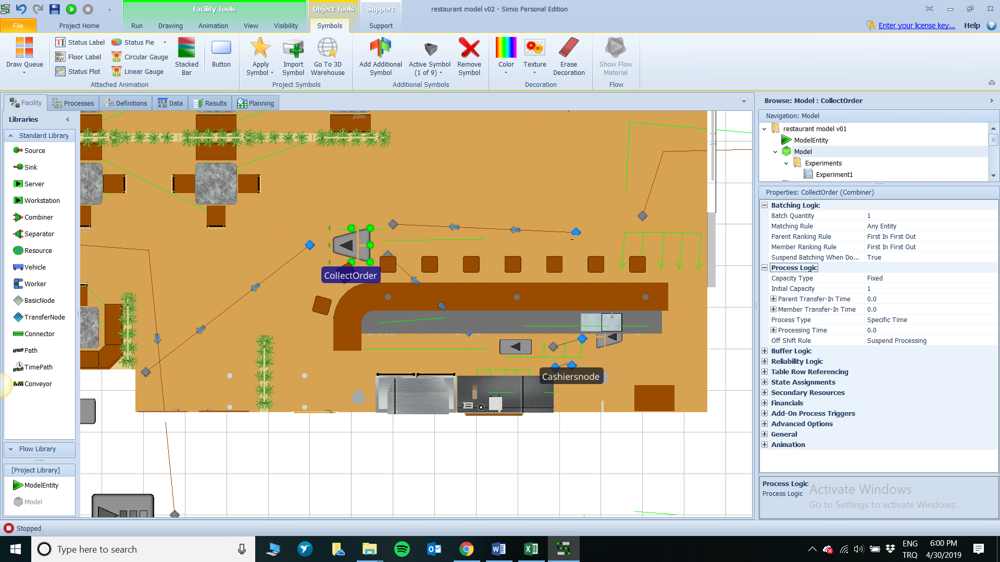 Facility Tools
Object Tools
Support
restaurant model v02 - Simio Personal Edition
File
Project Home
Run
Drawing
Animation
View
Visibility
Symbols
Support
Enter your license key...
Help
Draw Queue
Status Label
Floor Label
Status Plot
Status Pie
Circular Gauge
Linear Gauge
Stacked Bar
Button
Attached Animation
Apply Symbol
Import Symbol
Go To 3D Warehouse
Project Symbols
Add Additional Symbol
Active Symbol (1 of 9)
Remove Symbol
Additional Symbols
Color
Texture
Erase Decoration
Decoration
Show Flow Material
Flow
Facility
Processes
Definitions
Data
Results
Planning
Libraries
Standard Library
Source
Sink
Server
Workstation
Combiner
Separator
Resource
Vehicle
Worker
BasicNode
TransferNode
Connector
Path
TimePath
Conveyor
Flow Library
[Project Library]
ModelEntity
Model
20m
CollectOrder
Cashiersnode
Browse: Model : CollectOrder
Navigation: Model
restaurant model v01
ModelEntity
Model
Experiments
Experiment1
Properties: CollectOrder (Combiner)
Batching Logic
Batch Quantity 1
Matching Rule Any Entity
Parent Ranking Rule First In First Out
Member Ranking Rule First In First Out
Suspend Batching When Do... True
Process Logic
Capacity Type Fixed
Initial Capacity 1
Parent Transfer-In Time 0.0
Member Transfer-In Time 0.0
Process Type Specific Time
Processing Time 0.0
Off Shift Rule Suspend Processing
Buffer Logic
Reliability Logic
Table Row Referencing
State Assignments
Secondary Resources
Financials
Add-On Process Triggers
Advanced Options
General
Animation
Process Logic
Process Logic
Activate Windows
Go to Settings to activate Windows.
Stopped
Type here to search
ENG
TRQ
6:00 PM
4/30/2019